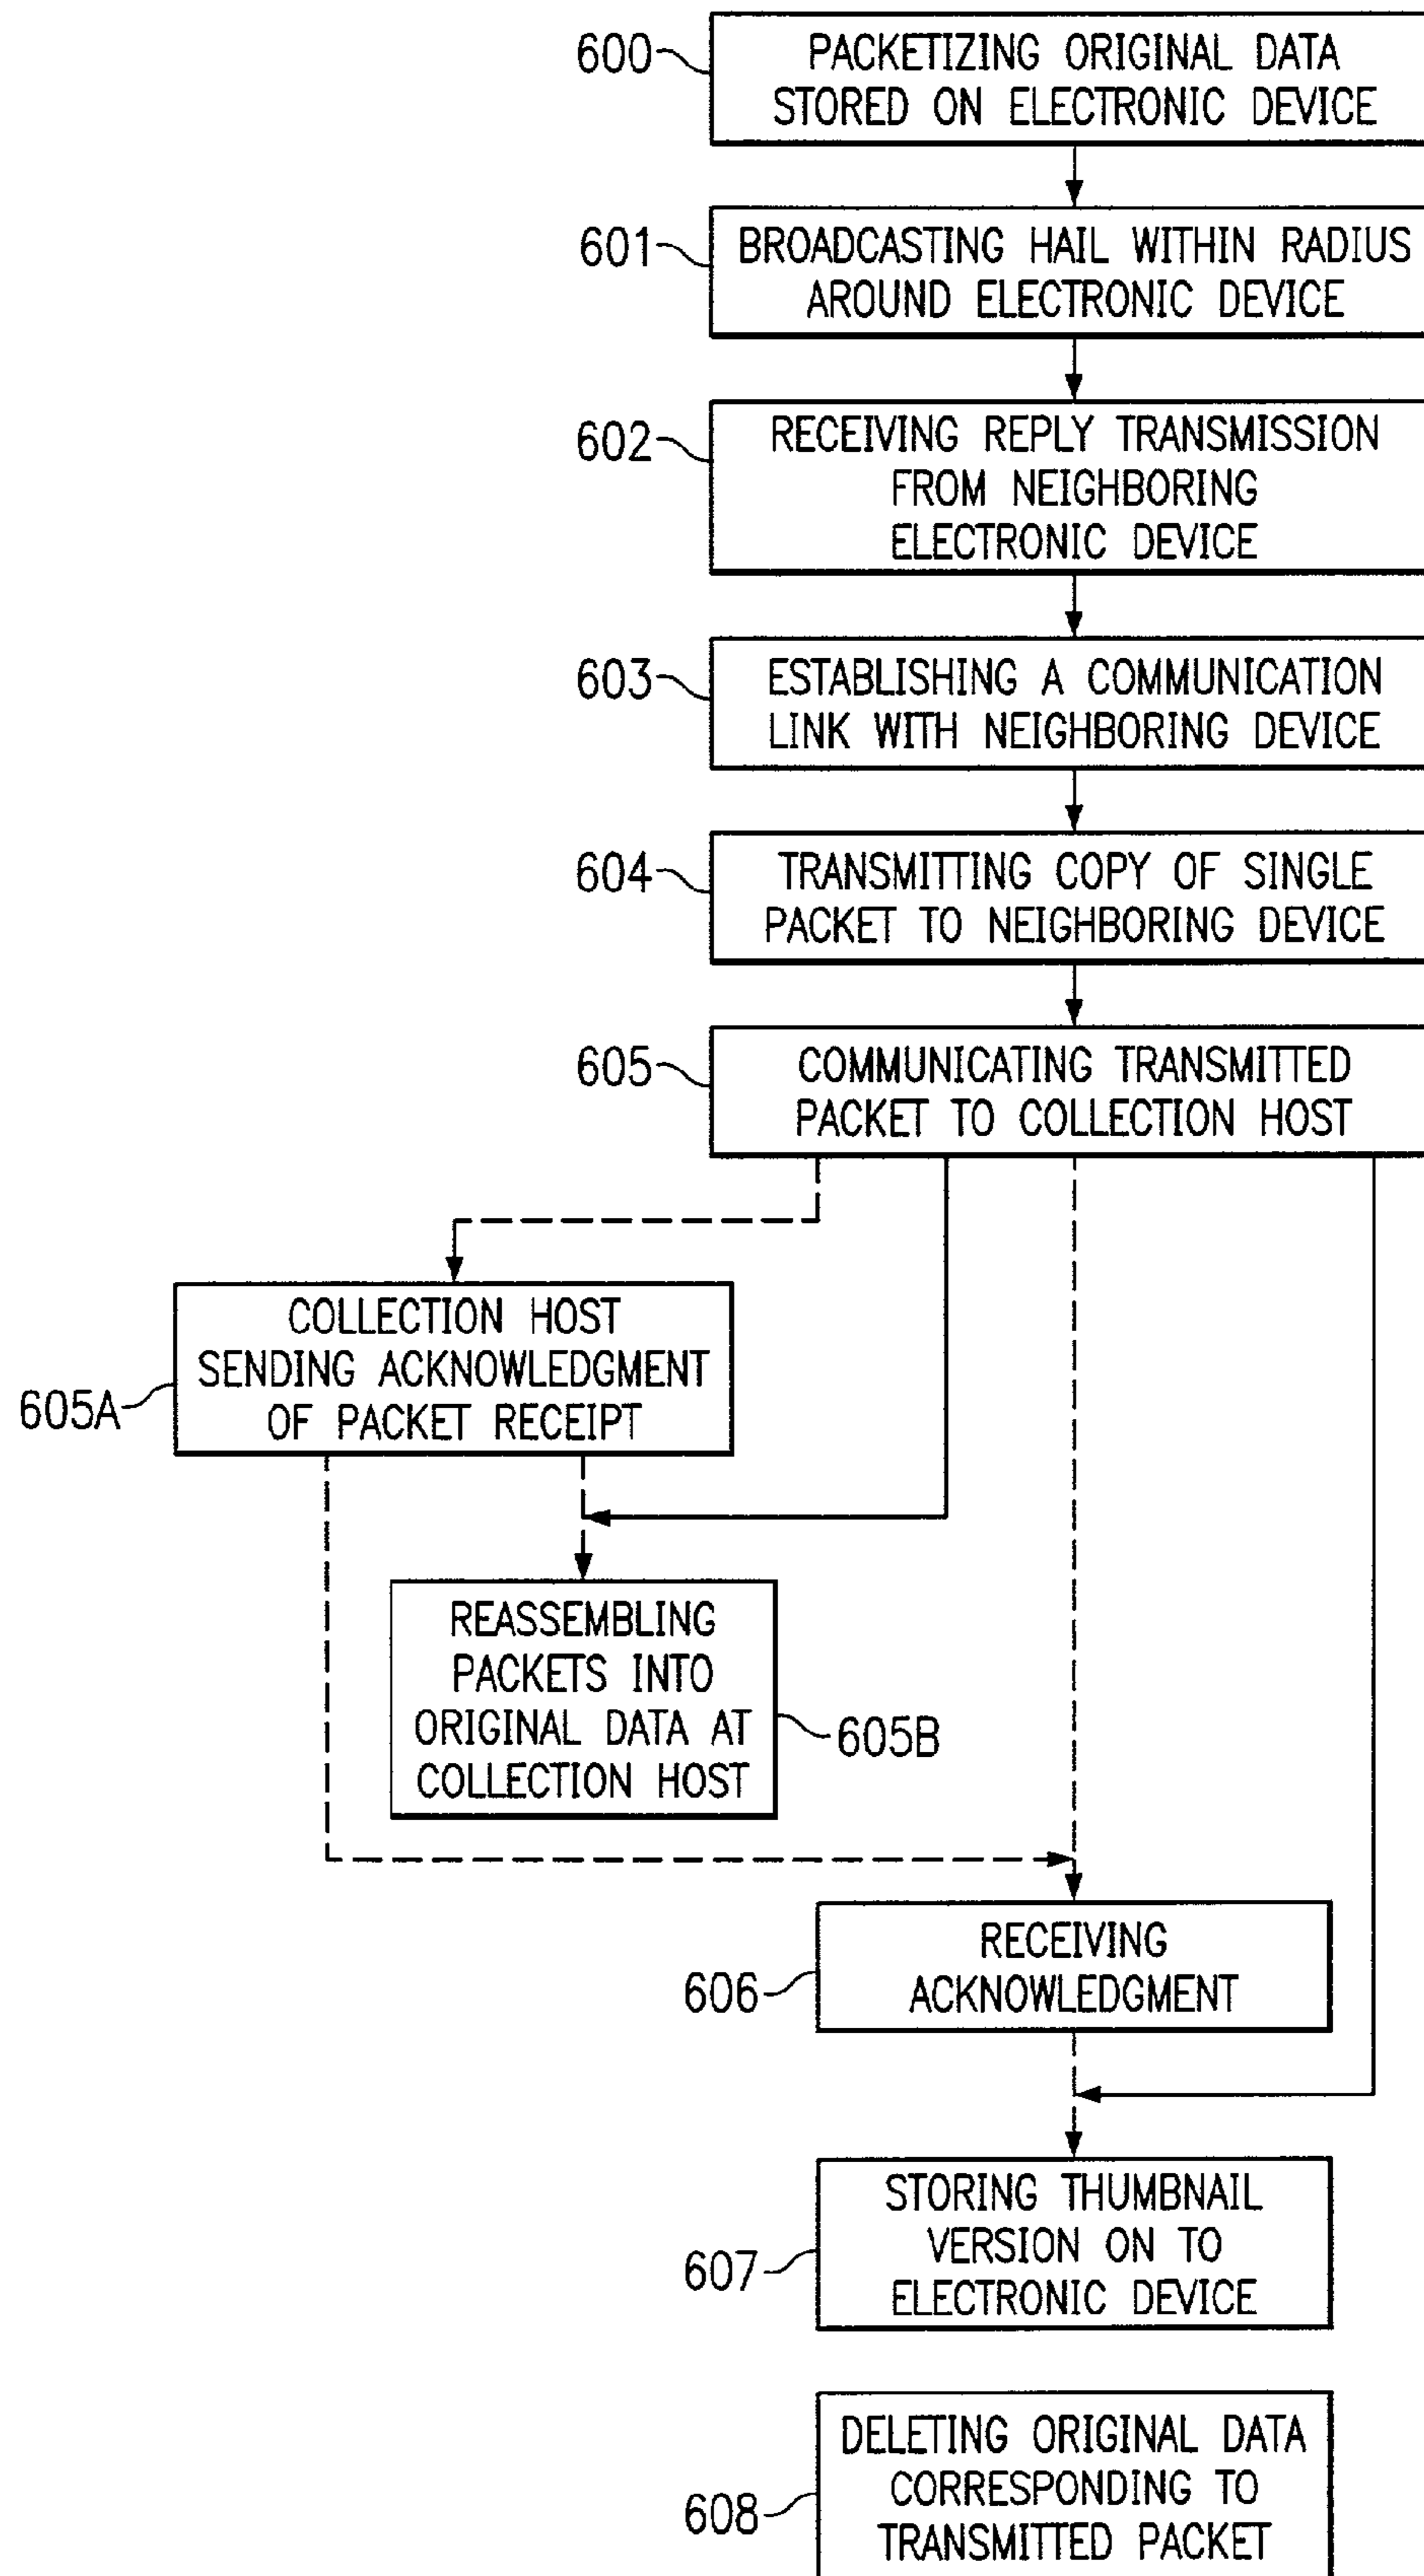 600
PACKETIZING ORIGINAL DATA
STORED ON ELECTRONIC DEVICE
601
BROADCASTING HAIL WITHIN RADIUS
AROUND ELECTRONIC DEVICE
602
RECEIVING REPLY TRANSMISSION
FROM NEIGHBORING
ELECTRONIC DEVICE
603
ESTABLISHING A COMMUNICATION
LINK WITH NEIGHBORING DEVICE
604
TRANSMITTING COPY OF SINGLE
PACKET TO NEIGHBORING DEVICE
605
COMMUNICATING TRANSMITTED
PACKET TO COLLECTION HOST
605A
COLLECTION HOST
SENDING ACKNOWLEDGMENT
OF PACKET RECEIPT
REASSEMBLING
PACKETS INTO
ORIGINAL DATA AT
COLLECTION HOST
605B
606
RECEIVING
ACKNOWLEDGMENT
607
STORING THUMBNAIL
VERSION ON TO
ELECTRONIC DEVICE
608
DELETING ORIGINAL DATA
CORRESPONDING TO
TRANSMITTED PACKET